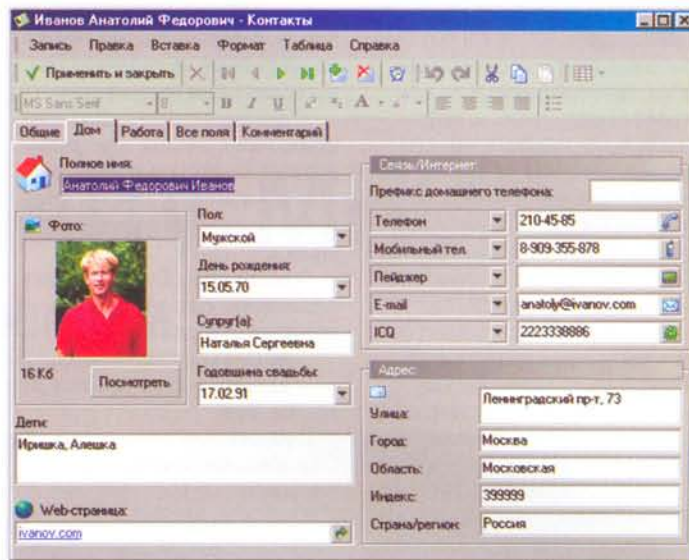 Иванов Анатолий Федорович - Контакты
Запись Правка Вставка Формат Таблица Справка
Применить и закрыть
MS Sans Serif 8 B I U A
Общие Дом Работа Все поля Комментарий
Полное имя:
Анатолий Федорович Иванов
Фото:
16 Кб
Посмотреть
Пол:
Мужской
День рождения:
15.05.70
Супруг(а):
Наталья Сергеевна
Годовщина свадьбы:
17.02.91
Дети:
Иришка, Алешка
Web-страница:
ivanov.com
Связь/Интернет:
Префикс домашнего телефона:
Телефон 210-45-85
Мобильный тел. 8-909-355-878
Пейджер
E-mail anatoly@ivanov.com
ICQ 2223338886
Адрес:
Улица: Ленинградский пр-т, 73
Город: Москва
Область: Московская
Индекс: 399999
Страна/регион: Россия